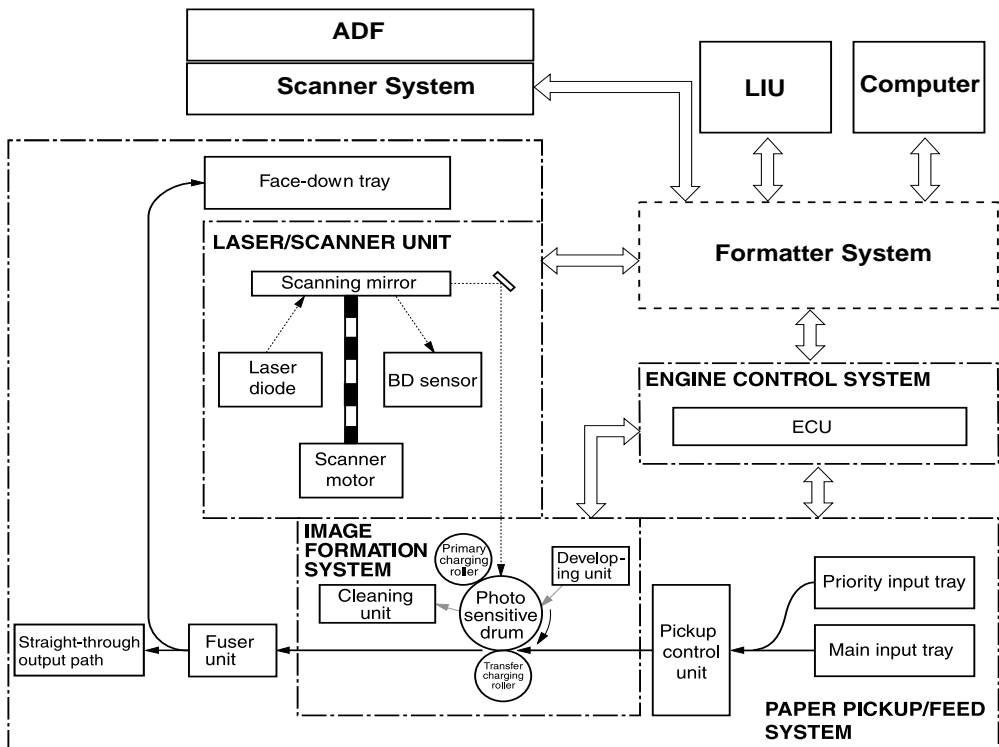 ADF
Scanner System
LIU
Computer
Face-down tray
Formatter System
LASER/SCANNER UNIT
Scanning mirror
Laser
diode
BD sensor
Scanner
motor
ENGINE CONTROL SYSTEM
ECU
IMAGE
FORMATION
SYSTEM
Primary
charging
roller
Develop-
ing unit
Cleaning
unit
Photo
sensitive
drum
Transfer
charging
roller
Priority input tray
Pickup
control
unit
Main input tray
Straight-through
output path
Fuser
unit
PAPER PICKUP/FEED
SYSTEM